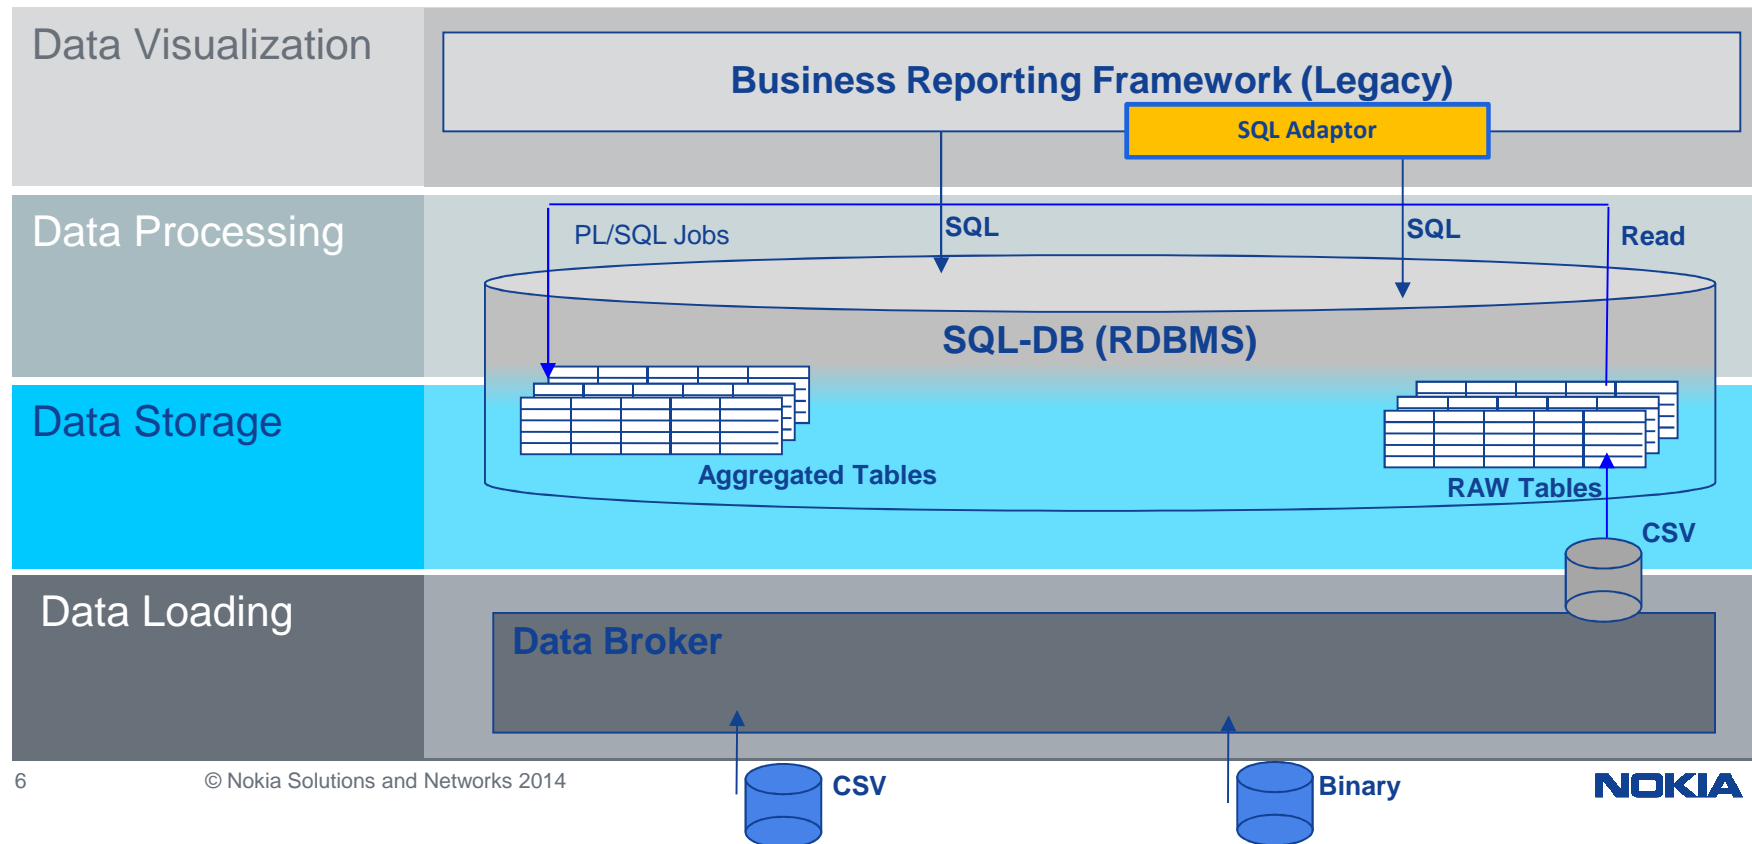 Data Visualization
Business Reporting Framework (Legacy)
SQL Adaptor
Data Processing
PL/SQL Jobs
SQL
SQL
Read
SQL-DB (RDBMS)
Data Storage
Aggregated Tables
RAW Tables
CSV
Data Loading
Data Broker
6
© Nokia Solutions and Networks 2014
CSV
Binary
NOKIA